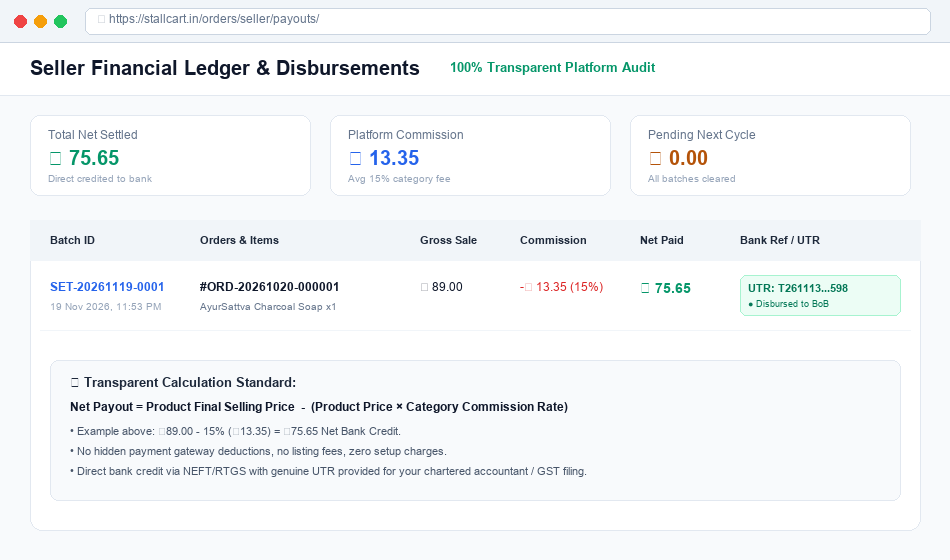 https://stallcart.in/orders/seller/payouts/
Seller Financial Ledger & Disbursements
100% Transparent Platform Audit
Total Net Settled
75.65
Direct credited to bank
Platform Commission
13.35
Avg 15% category fee
Pending Next Cycle
0.00
All batches cleared
Batch ID Orders & Items Gross Sale Commission Net Paid Bank Ref / UTR
SET-20261119-0001 #ORD-20261020-000001 89.00 - 13.35 (15%) 75.65 UTR: T261113...598
19 Nov 2026, 11:53 PM AyurSattva Charcoal Soap x1 ● Disbursed to BoB
Transparent Calculation Standard:
Net Payout = Product Final Selling Price - (Product Price × Category Commission Rate)
• Example above: 89.00 - 15% (13.35) = 75.65 Net Bank Credit.
• No hidden payment gateway deductions, no listing fees, zero setup charges.
• Direct bank credit via NEFT/RTGS with genuine UTR provided for your chartered accountant / GST filing.